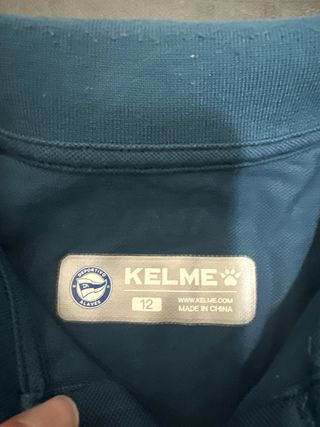 DEPORTIVO
ALAVÉS
KELME
12
WWW.KELME.COM
MADE IN CHINA